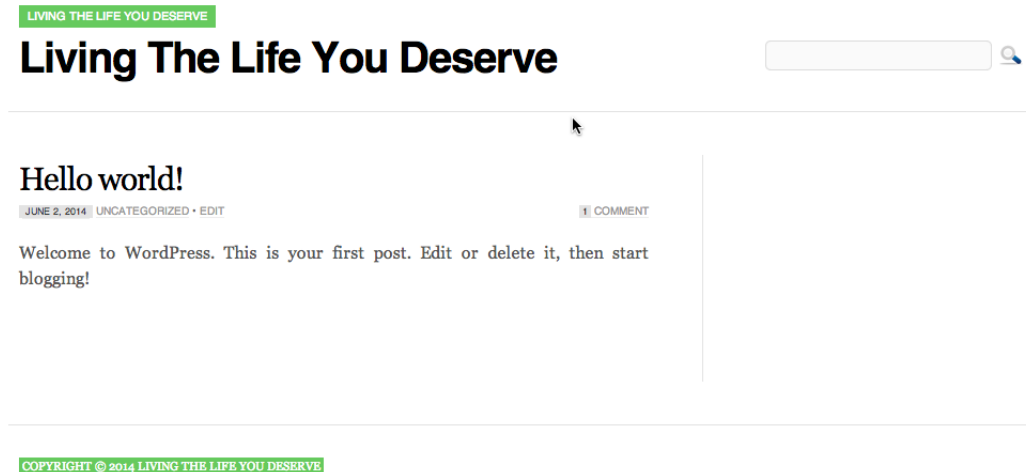 LIVING THE LIFE YOU DESERVE
Living The Life You Deserve
Hello world!
JUNE 2, 2014 UNCATEGORIZED • EDIT 1 COMMENT
Welcome to WordPress. This is your first post. Edit or delete it, then start
blogging!
COPYRIGHT © 2014 LIVING THE LIFE YOU DESERVE